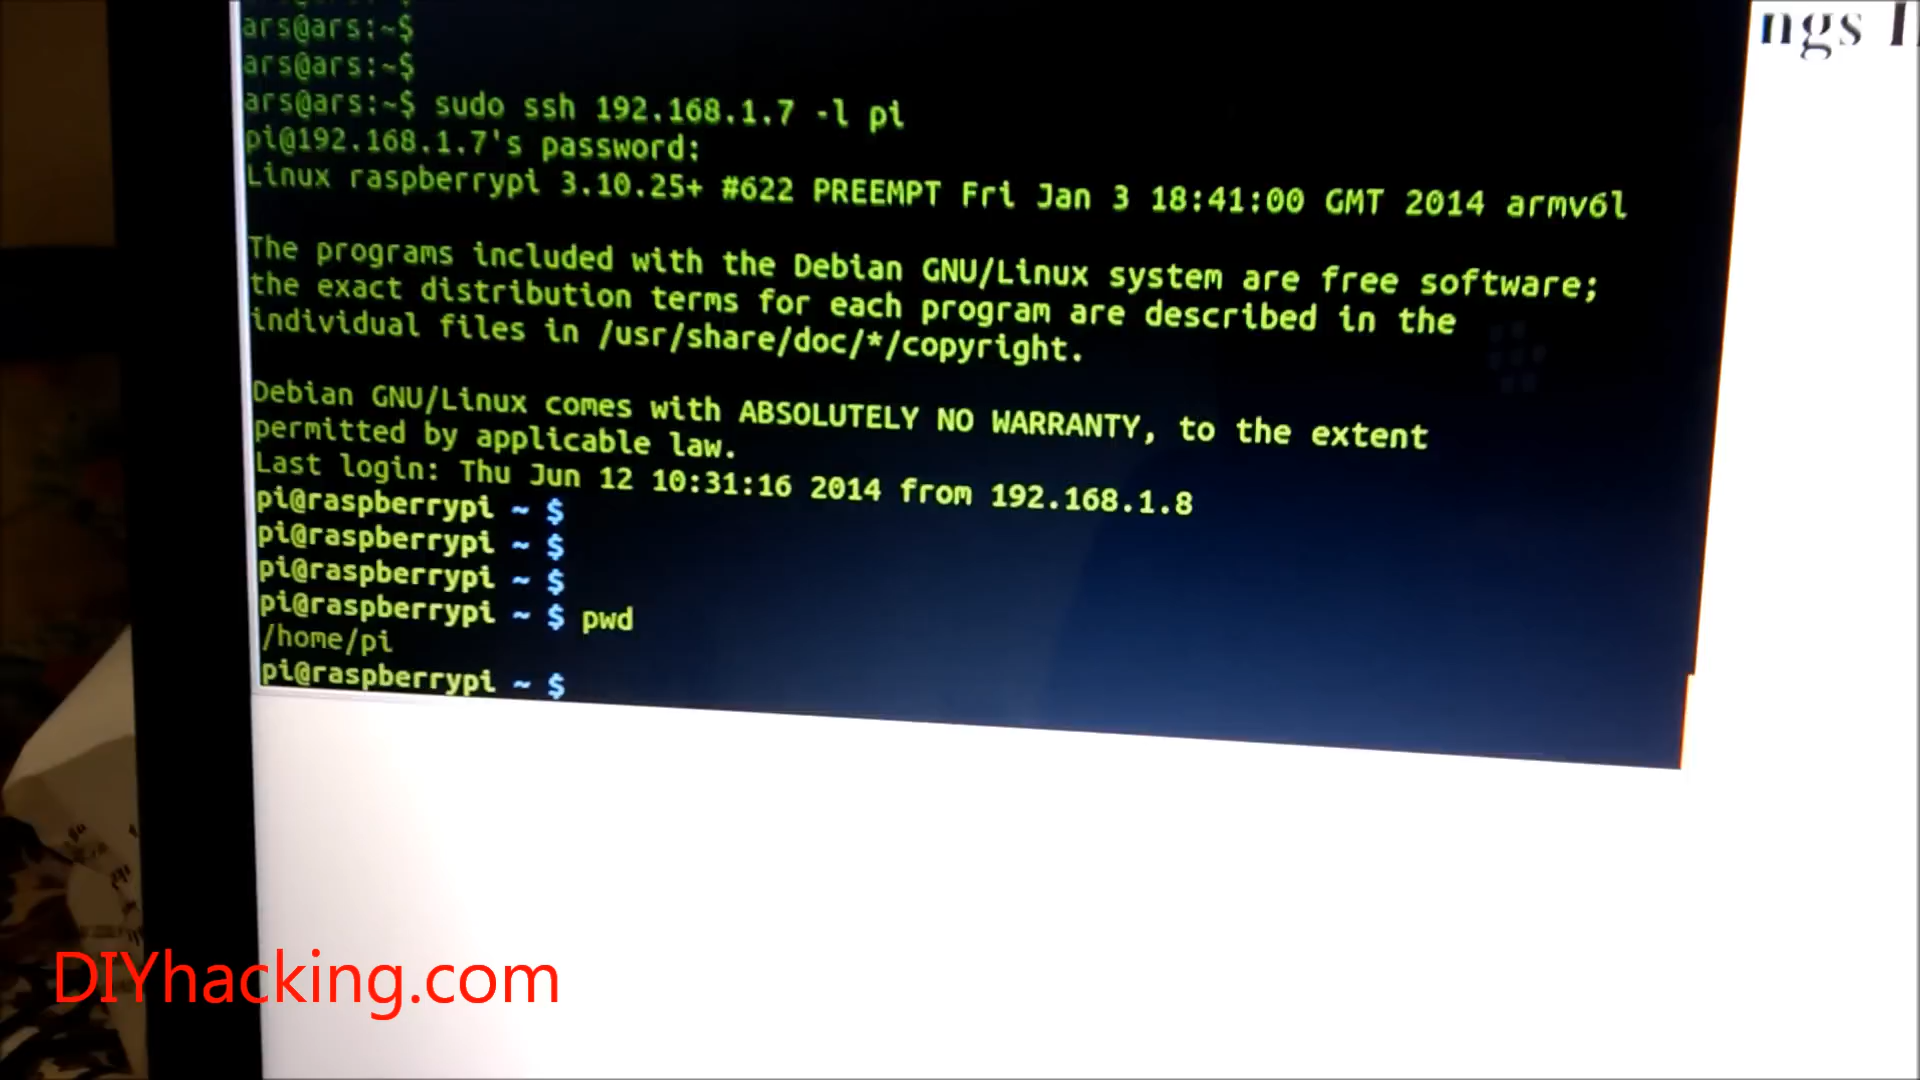 ars@ars:~$
ars@ars:~$
ars@ars:~$ sudo ssh 192.168.1.7 -l pi
pi@192.168.1.7's password:
Linux raspberrypi 3.10.25+ #622 PREEMPT Fri Jan 3 18:41:00 GMT 2014 armv6l
The programs included with the Debian GNU/Linux system are free software;
the exact distribution terms for each program are described in the
individual files in /usr/share/doc/*/copyright.
Debian GNU/Linux comes with ABSOLUTELY NO WARRANTY, to the extent
permitted by applicable law.
Last login: Thu Jun 12 10:31:16 2014 from 192.168.1.8
pi@raspberrypi ~ $
pi@raspberrypi ~ $
pi@raspberrypi ~ $
pi@raspberrypi ~ $ pwd
/home/pi
pi@raspberrypi ~ $
ngs
DIYhacking.com